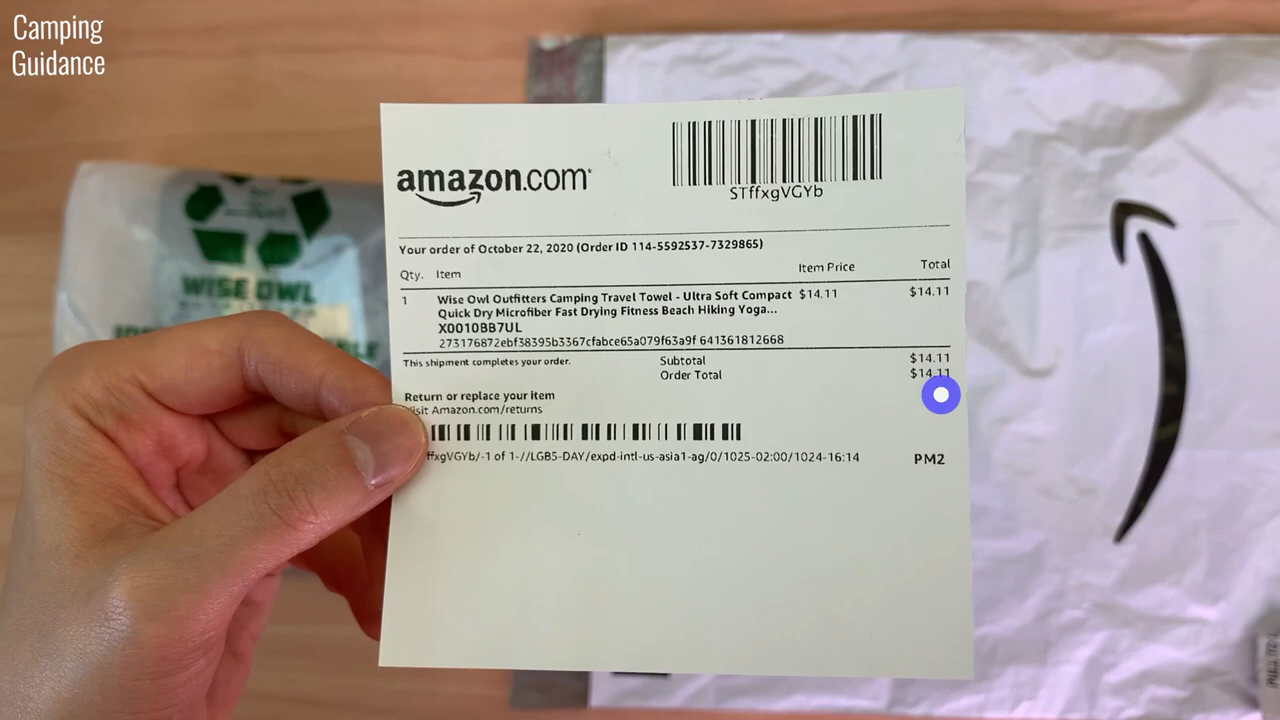 Camping
Guidance
amazon.com
STffxgVGYb
Your order of October 22, 2020 (Order ID 114-5592537-7329865)
Qty. Item Item Price Total
1 Wise Owl Outfitters Camping Travel Towel - Ultra Soft Compact $14.11 $14.11
Quick Dry Microfiber Fast Drying Fitness Beach Hiking Yoga...
X0010BB7UL
273176872ebf38395b3367cfabce65a079f63a9f 641361812668
This shipment completes your order. Subtotal $14.11
Order Total $14.11
Return or replace your item
Visit Amazon.com/returns
ffxgVGYb/-1 of 1-//LGB5-DAY/expd-intl-us-asia1-ag/0/1025-02:00/1024-16:14 PM2
WISE OWL